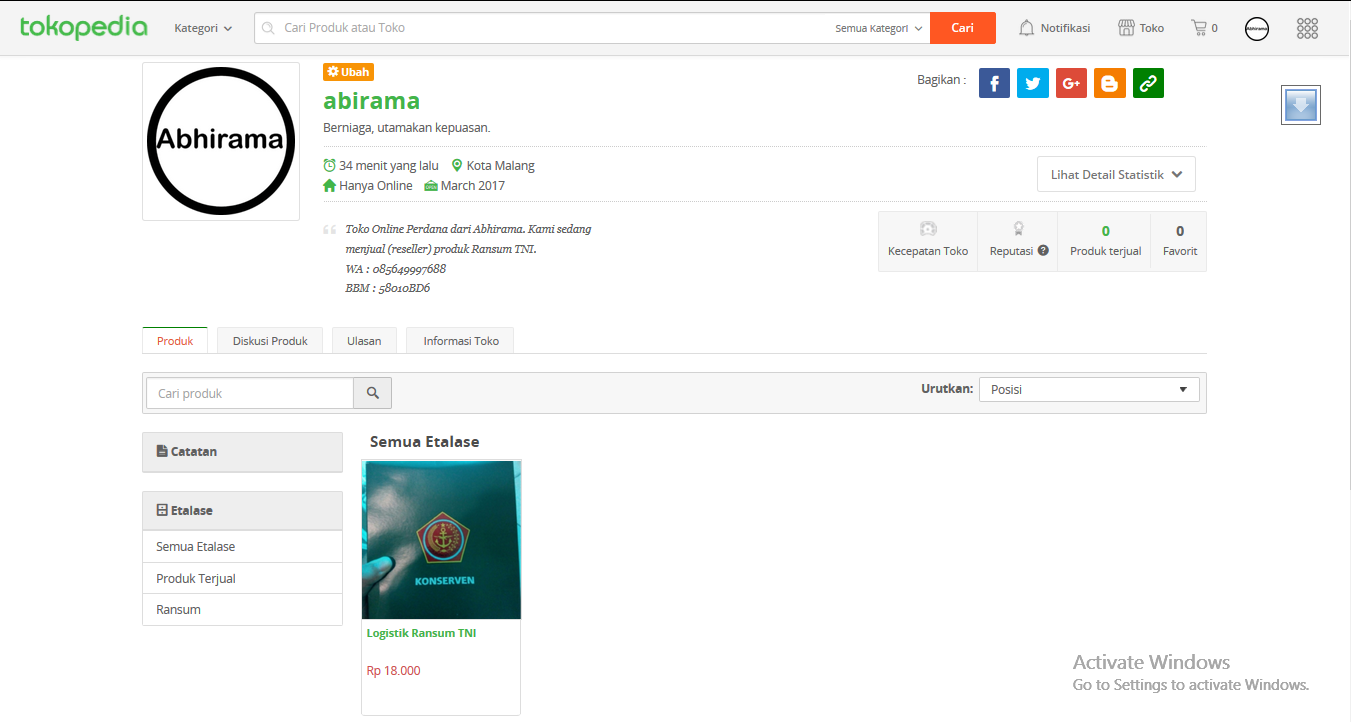 tokopedia
Kategori
Cari Produk atau Toko
Semua Kategori
Cari
Notifikasi
Toko
0
Abhirama
Abhirama
Ubah
abirama
Berniaga, utamakan kepuasan.
Bagikan :
34 menit yang lalu Kota Malang
Hanya Online OPEN March 2017
Lihat Detail Statistik
Toko Online Perdana dari Abhirama. Kami sedang
menjual (reseller) produk Ransum TNI.
WA : 085649997688
BBM : 58010BD6
Kecepatan Toko
Reputasi ?
0
Produk terjual
0
Favorit
Produk
Diskusi Produk
Ulasan
Informasi Toko
Cari produk
Urutkan: Posisi
Catatan
Etalase
Semua Etalase
Produk Terjual
Ransum
Semua Etalase
KONSERVEN
Logistik Ransum TNI
Rp 18.000
Activate Windows
Go to Settings to activate Windows.